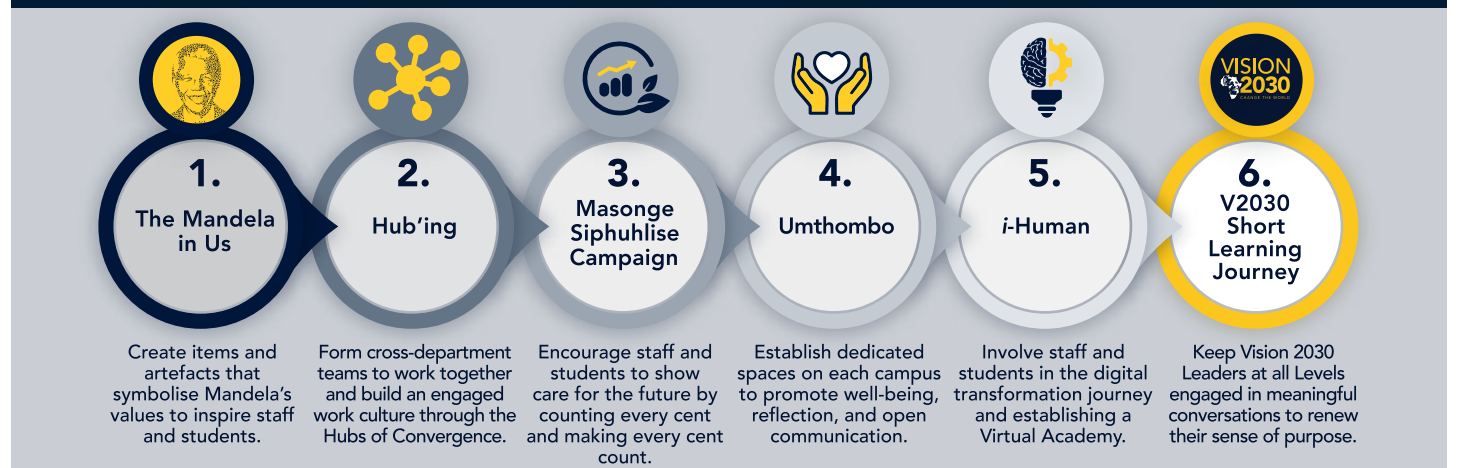 VISION
2030
CHANGE THE WORLD
1.
The Mandela
in Us
2.
Hub'ing
3.
Masonge
Siphuhlise
Campaign
4.
Umthombo
5.
i-Human
6.
V2030
Short
Learning
Journey
Create items and
artefacts that
symbolise Mandela's
values to inspire staff
and students.
Form cross-department
teams to work together
and build an engaged
work culture through the
Hubs of Convergence.
Encourage staff and
students to show
care for the future by
counting every cent
and making every cent
count.
Establish dedicated
spaces on each campus
to promote well-being,
reflection, and open
communication.
Involve staff and
students in the digital
transformation journey
and establishing a
Virtual Academy.
Keep Vision 2030
Leaders at all Levels
engaged in meaningful
conversations to renew
their sense of purpose.